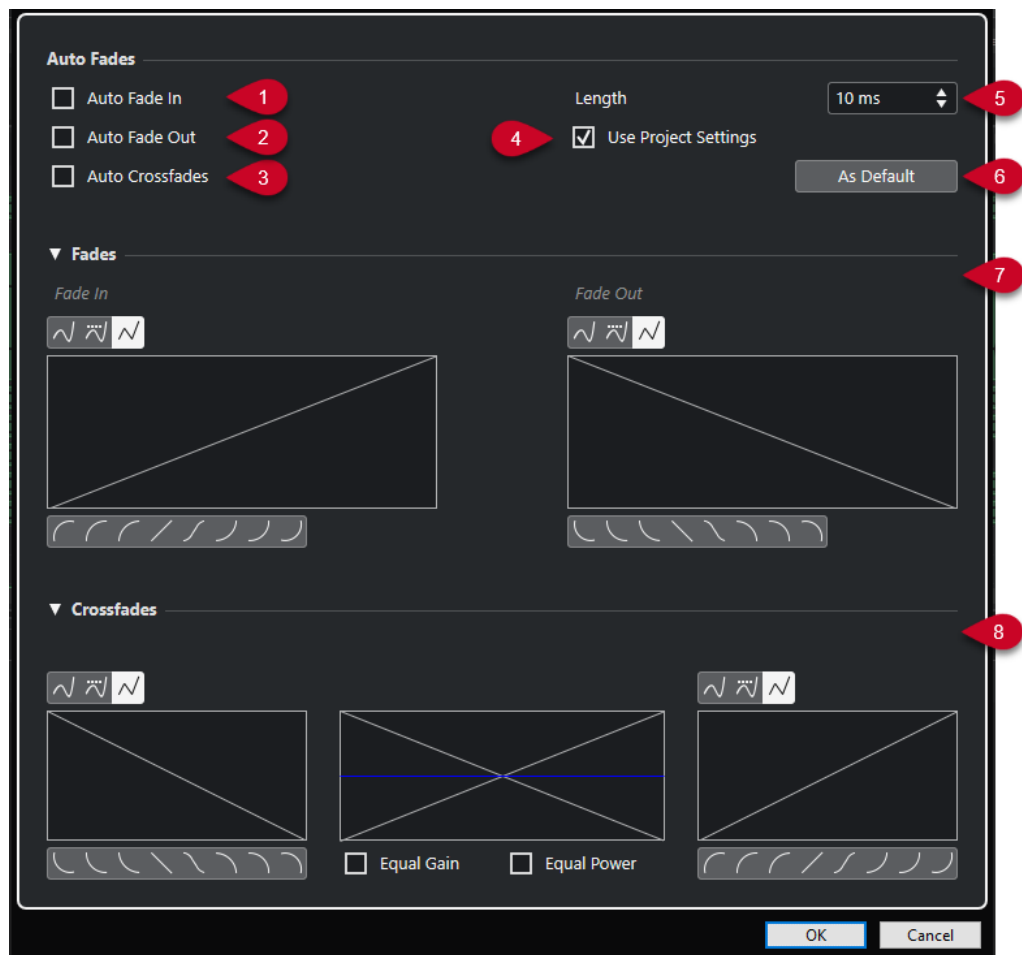 Auto Fades
Auto Fade In 1 Length 10 ms 5
Auto Fade Out 2 4 Use Project Settings
Auto Crossfades 3 As Default 6
Fades
7
Fade In Fade Out
Crossfades
8
Equal Gain Equal Power
OK Cancel